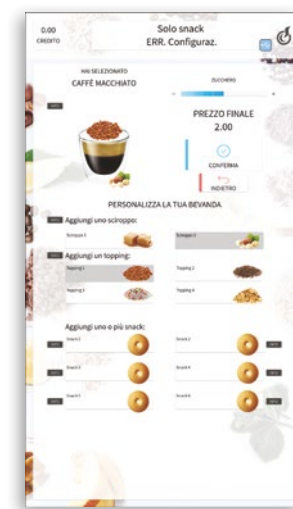 0.00
CREDITO
Solo snack
ERR. Configuraz.
HAI SELEZIONATO
CAFFÈ MACCHIATO
ZUCCHERO
- +
PREZZO FINALE
2.00
CONFERMA
INDIETRO
PERSONALIZZA LA TUA BEVANDA
Aggiungi uno sciroppo:
Sciroppo 1
Sciroppo 2
Aggiungi un topping:
Topping 1
Topping 2
Topping 3
Topping 4
Aggiungi uno o più snack:
Snack 1
Snack 2
Snack 3
Snack 4
Snack 5
Snack 6